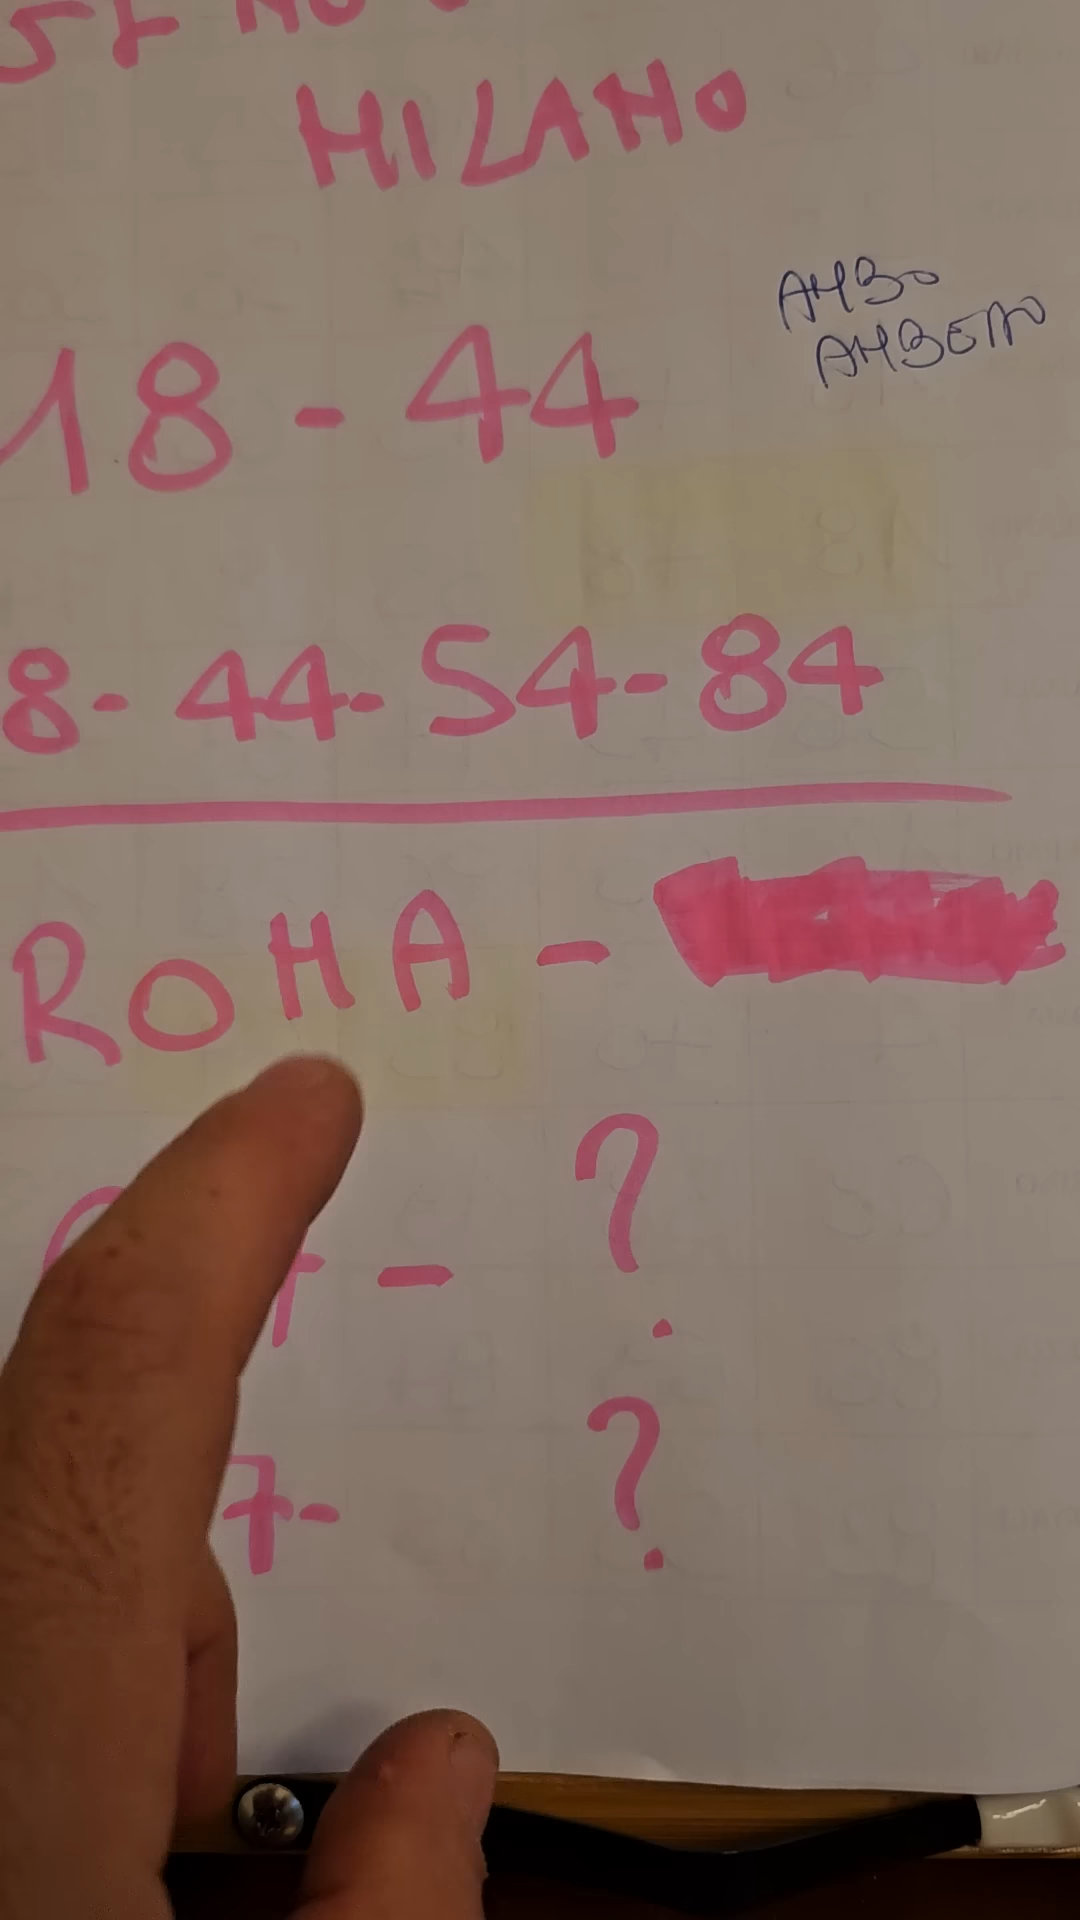 MILANO
AMBO
AMBETTO
18 - 44
8 - 44 - 54 - 84
ROMA -
- ?
7 - ?